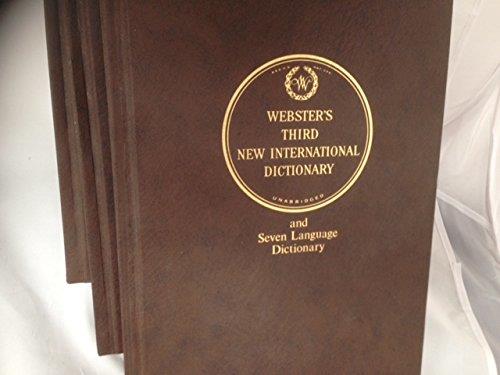 WEBSTER'S
THIRD
NEW INTERNATIONAL
DICTIONARY
UNABRIDGED
and
Seven Language
Dictionary